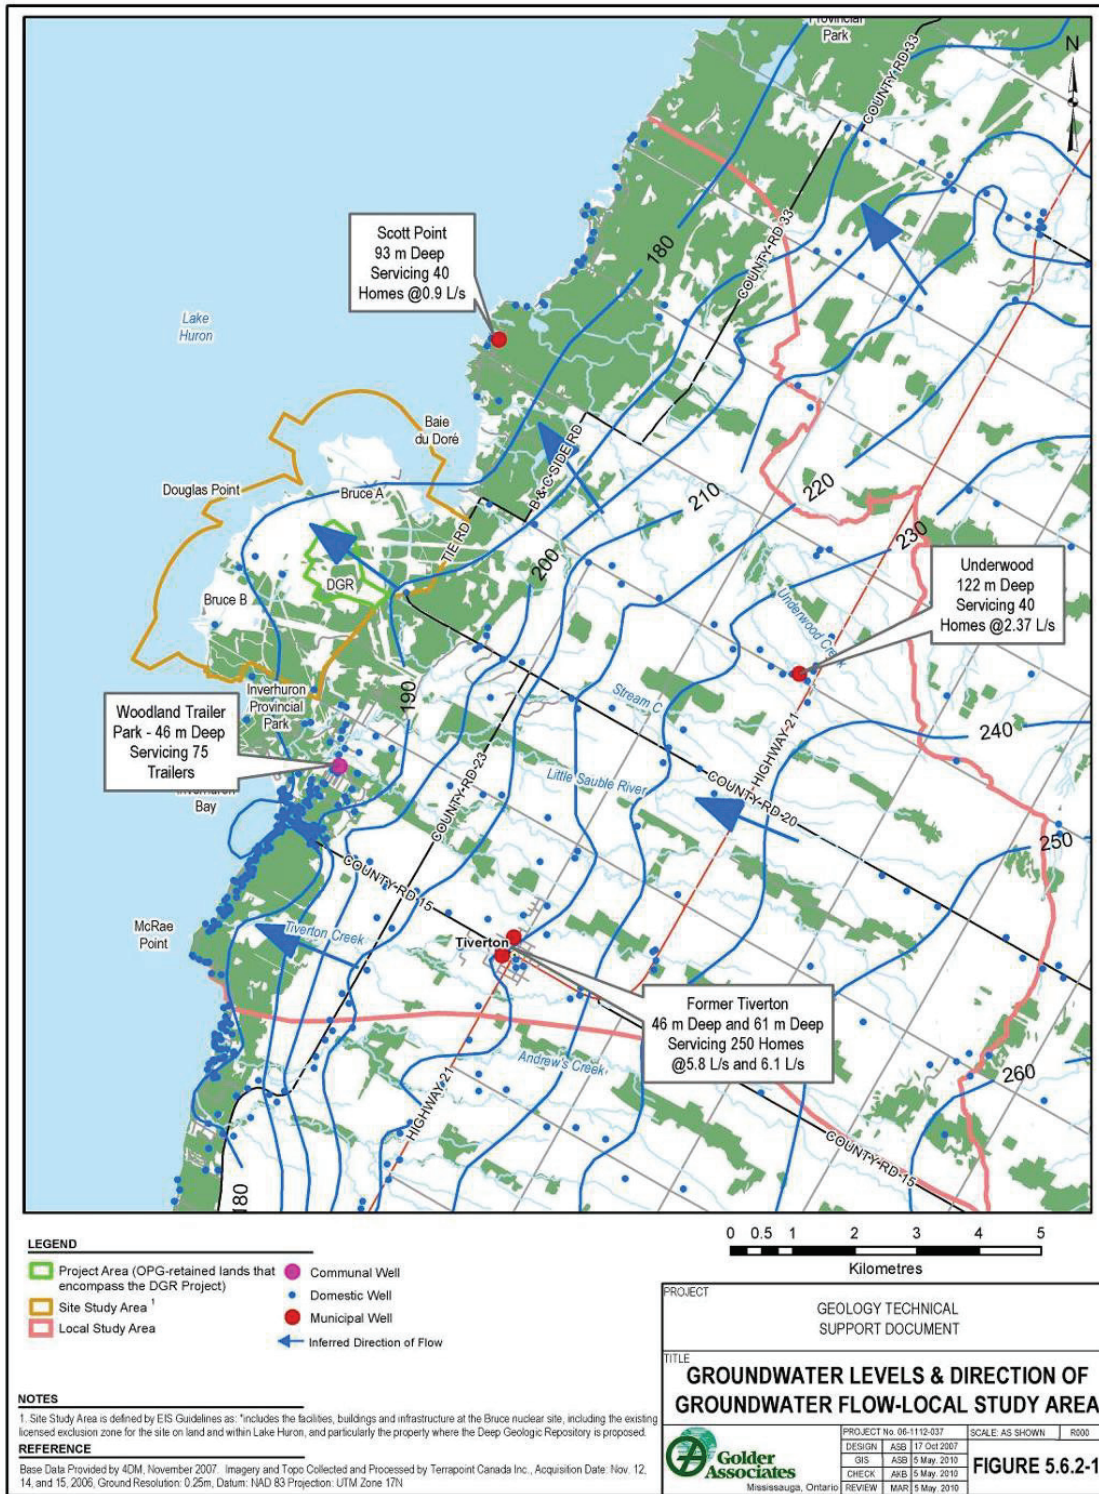 Provincial
Park
N
COUNTY RD 33
Scott Point
93 m Deep
Servicing 40
Homes @0.9 L/s
180
COUNTY RD 33
Lake
Huron
Baie
du Doré
B & C SIDE RD
Douglas Point
Bruce A
210
220
TIE RD
200
230
DGR
Bruce B
Underwood
122 m Deep
Servicing 40
Homes @2.37 L/s
Underwood Creek
Inverhuron
Provincial
Park
190
Stream C
Woodland Trailer
Park - 46 m Deep
Servicing 75
Trailers
HIGHWAY 21
240
COUNTY RD 23
Little Sauble River
COUNTY RD 20
Inverhuron
Bay
250
COUNTY RD 15
McRae
Point
Tiverton Creek
Tiverton
Former Tiverton
46 m Deep and 61 m Deep
Servicing 250 Homes
@5.8 L/s and 6.1 L/s
Andrew's Creek
HIGHWAY 21
260
COUNTY RD 15
180
0 0.5 1 2 3 4 5
Kilometres
LEGEND
Project Area (OPG-retained lands that
encompass the DGR Project)
Site Study Area 1
Local Study Area
Communal Well
Domestic Well
Municipal Well
Inferred Direction of Flow
NOTES
1. Site Study Area is defined by EIS Guidelines as: "includes the facilities, buildings and infrastructure at the Bruce nuclear site, including the existing
licensed exclusion zone for the site on land and within Lake Huron, and particularly the property where the Deep Geologic Repository is proposed.
REFERENCE
Base Data Provided by 4DM, November 2007. Imagery and Topo Collected and Processed by Terrapoint Canada Inc., Acquisition Date: Nov. 12,
14, and 15, 2006, Ground Resolution: 0.25m, Datum: NAD 83 Projection: UTM Zone 17N
PROJECT
GEOLOGY TECHNICAL
SUPPORT DOCUMENT
TITLE
GROUNDWATER LEVELS & DIRECTION OF
GROUNDWATER FLOW-LOCAL STUDY AREA
Golder
Associates
Mississauga, Ontario
PROJECT No. 06-1112-037 SCALE: AS SHOWN R000
DESIGN ASB 17 Oct 2007
GIS ASB 5 May. 2010
CHECK AKB 5 May. 2010
REVIEW MAR 5 May. 2010
FIGURE 5.6.2-1